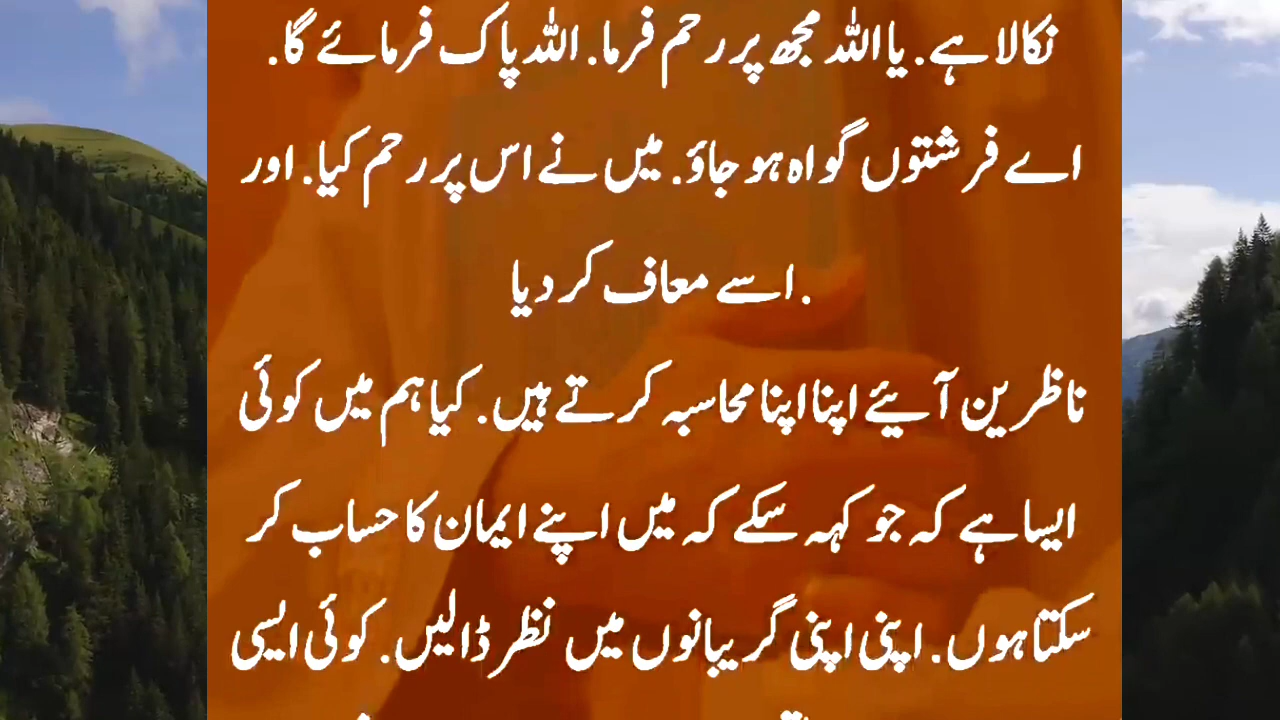 نکالا ہے. یا اللہ مجھ پر رحم فرما. اللہ پاک فرمائے گا.
اے فرشتوں گواہ ہو جاؤ. میں نے اس پر رحم کیا. اور
.اسے معاف کر دیا
ناظرین آیئے اپنا اپنا محاسبہ کرتے ہیں. کیا ہم میں کوئی
ایسا ہے کہ جو کہہ سکے کہ میں اپنے ایمان کا حساب کر
سکتا ہوں. اپنی اپنی گریبانوں میں نظر ڈالیں. کوئی ایسی